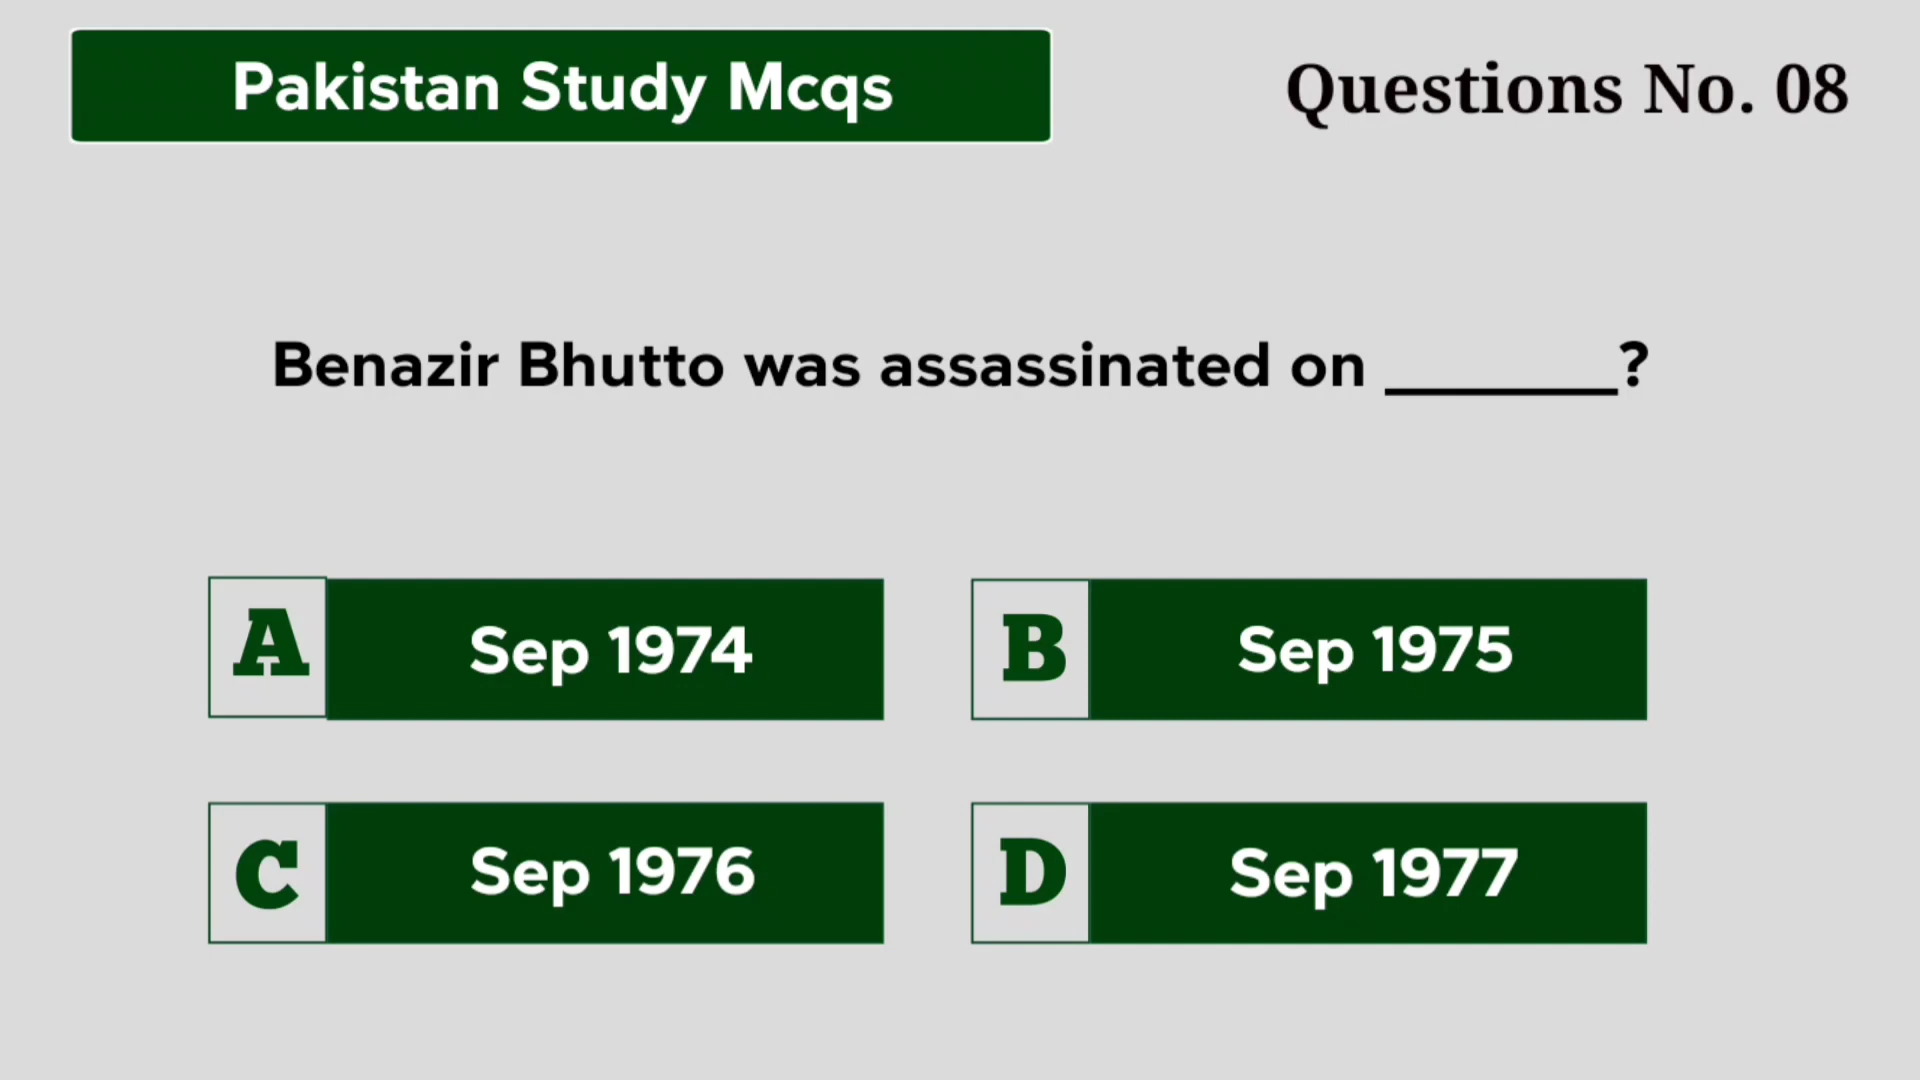 Pakistan Study Mcqs
Questions No. 08
Benazir Bhutto was assassinated on _______?
A Sep 1974
B Sep 1975
C Sep 1976
D Sep 1977